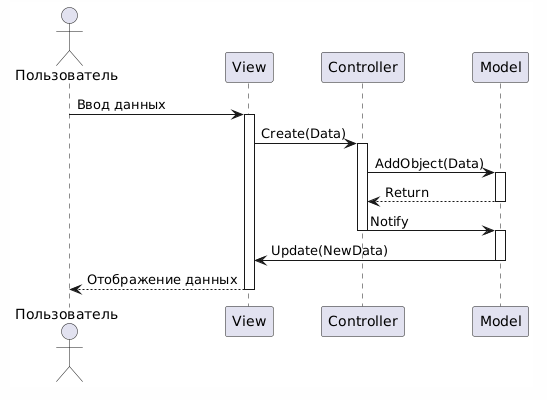 Пользователь
View
Controller
Model
Ввод данных
Create(Data)
AddObject(Data)
Return
Notify
Update(NewData)
Отображение данных
Пользователь
View
Controller
Model